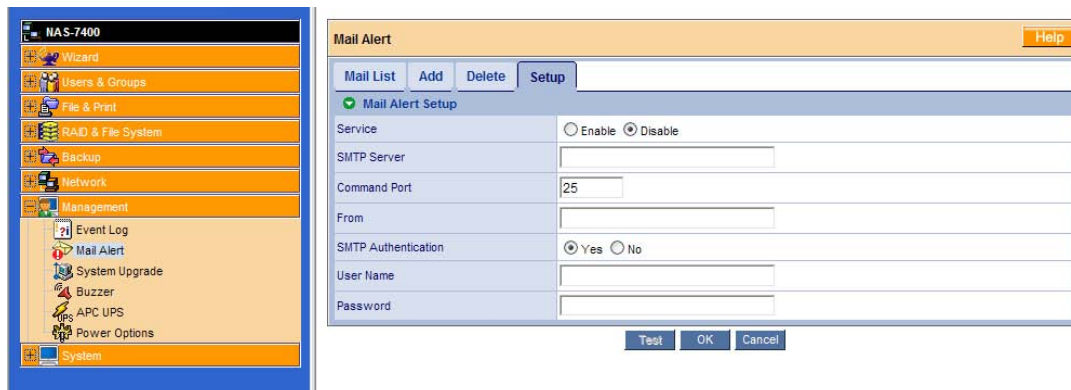 NAS-7400
Wizard
Users & Groups
File & Print
RAID & File System
Backup
Network
Management
?i Event Log
Mail Alert
System Upgrade
Buzzer
UPS APC UPS
Power Options
System
Mail Alert
Help
Mail List Add Delete Setup
Mail Alert Setup
Service Enable Disable
SMTP Server
Command Port 25
From
SMTP Authentication Yes No
User Name
Password
Test OK Cancel